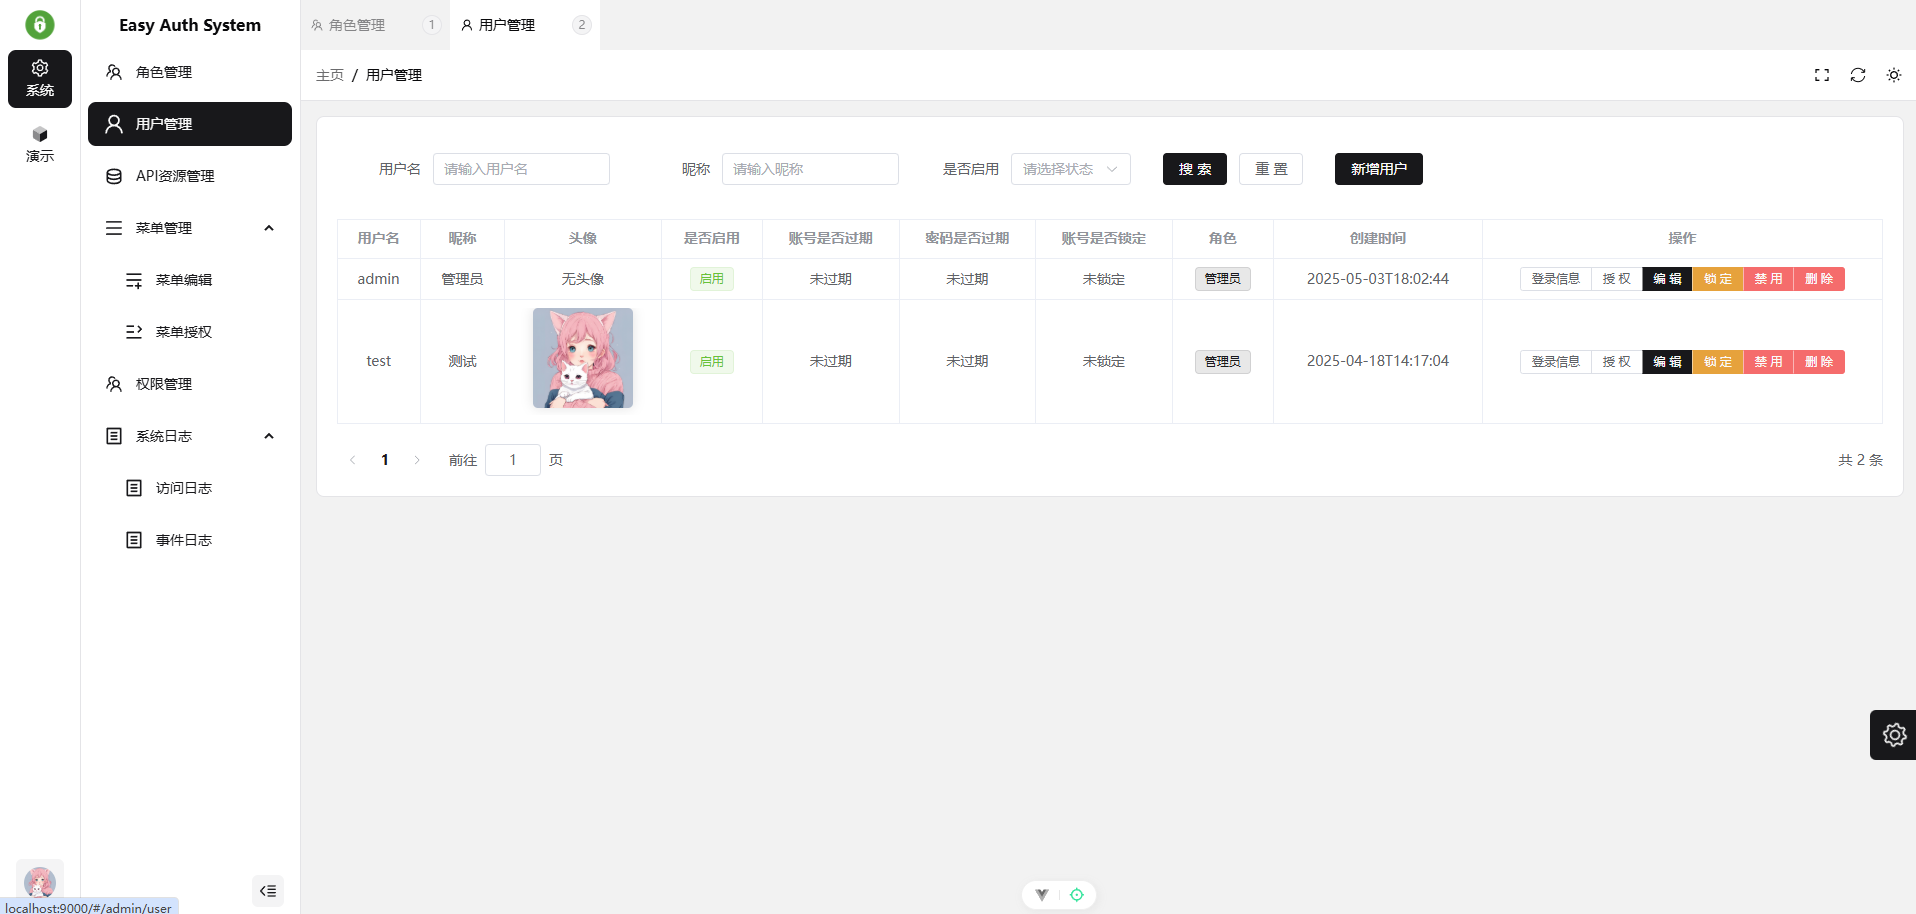 系统
演示
Easy Auth System
角色管理
用户管理
API资源管理
菜单管理
菜单编辑
菜单授权
权限管理
系统日志
访问日志
事件日志
角色管理 1 用户管理 2
主页 / 用户管理
用户名 请输入用户名 昵称 请输入昵称 是否启用 请选择状态 搜索 重置 新增用户
用户名 昵称 头像 是否启用 账号是否过期 密码是否过期 账号是否锁定 角色 创建时间 操作
admin 管理员 无头像 启用 未过期 未过期 未锁定 管理员 2025-05-03T18:02:44 登录信息 授权 编辑 锁定 禁用 删除
test 测试 启用 未过期 未过期 未锁定 管理员 2025-04-18T14:17:04 登录信息 授权 编辑 锁定 禁用 删除
1 前往 1 页 共 2 条
localhost:9000/#/admin/user